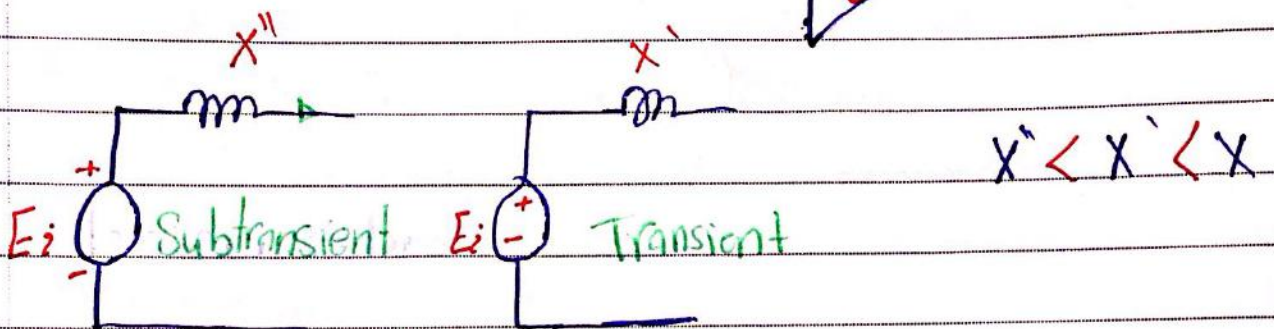 X" X`
X" < X` < X
+
Ei Subtransient Ei + - Transient
-